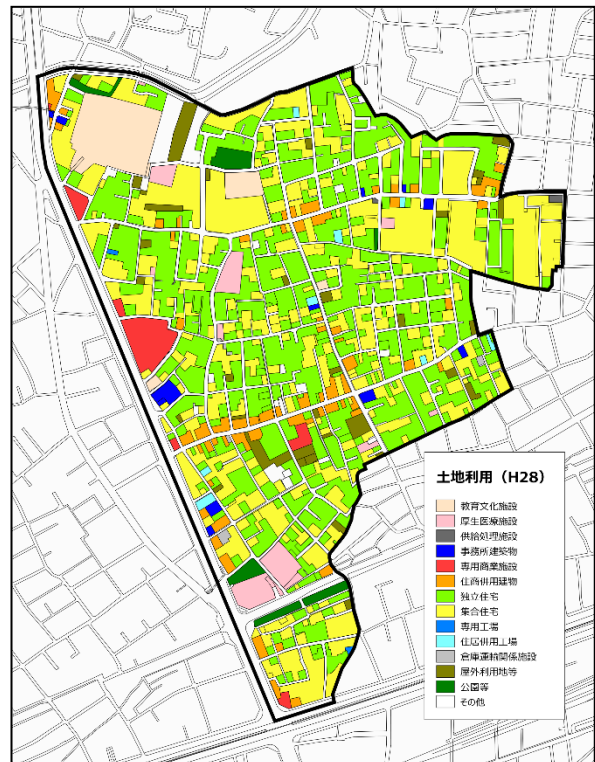 土地利用（H28）
教育文化施設
厚生医療施設
供給処理施設
事務所建築物
専用商業施設
住商併用建物
独立住宅
集合住宅
専用工場
住居併用工場
倉庫運輸関係施設
屋外利用地等
公園等
その他